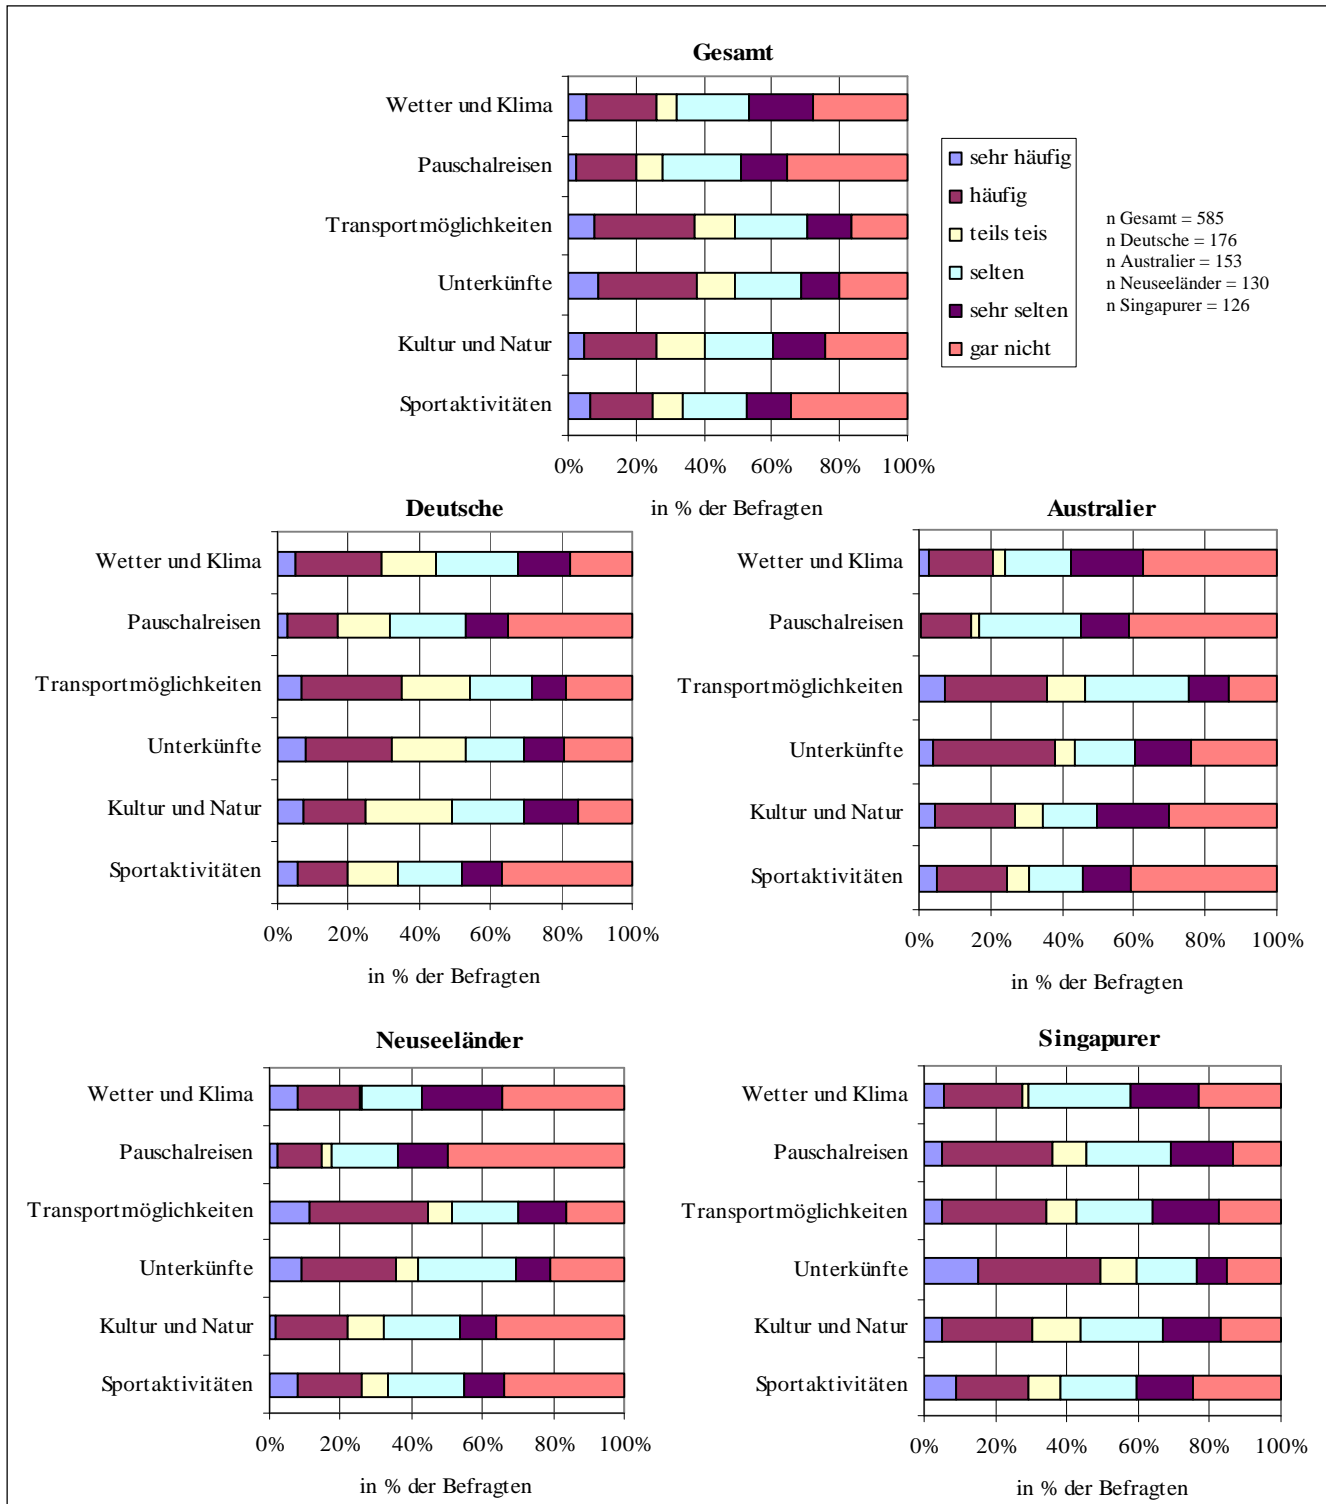 Gesamt
Wetter und Klima
Pauschalreisen
Transportmöglichkeiten
Unterkünfte
Kultur und Natur
Sportaktivitäten
0% 20% 40% 60% 80% 100%
in % der Befragten
sehr häufig
häufig
teils teis
selten
sehr selten
gar nicht
n Gesamt = 585
n Deutsche = 176
n Australier = 153
n Neuseeländer = 130
n Singapurer = 126
Deutsche
Wetter und Klima
Pauschalreisen
Transportmöglichkeiten
Unterkünfte
Kultur und Natur
Sportaktivitäten
0% 20% 40% 60% 80% 100%
in % der Befragten
Australier
Wetter und Klima
Pauschalreisen
Transportmöglichkeiten
Unterkünfte
Kultur und Natur
Sportaktivitäten
0% 20% 40% 60% 80% 100%
in % der Befragten
Neuseeländer
Wetter und Klima
Pauschalreisen
Transportmöglichkeiten
Unterkünfte
Kultur und Natur
Sportaktivitäten
0% 20% 40% 60% 80% 100%
in % der Befragten
Singapurer
Wetter und Klima
Pauschalreisen
Transportmöglichkeiten
Unterkünfte
Kultur und Natur
Sportaktivitäten
0% 20% 40% 60% 80% 100%
in % der Befragten